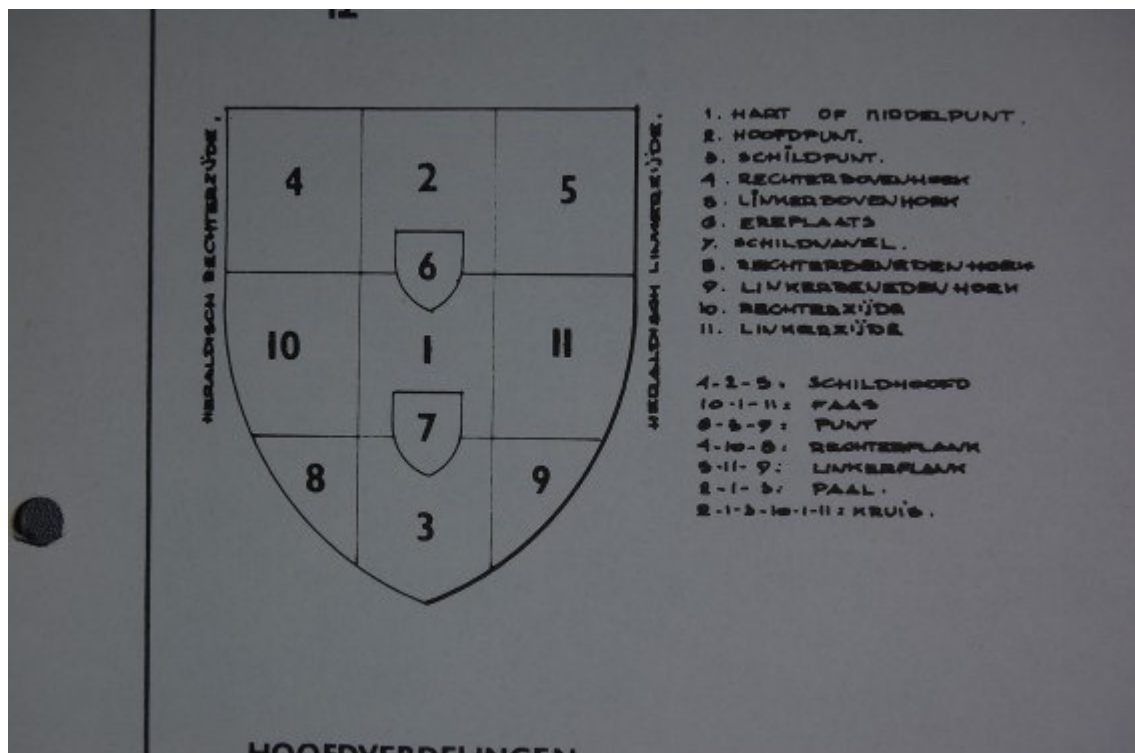 12
HERALDISCH RECHTERZIJDE.
4
2
5
6
10
1
11
7
8
9
3
HERALDISCH LINKERZIJDE.
1. HART OF MIDDELPUNT.
2. HOOFDPUNT.
3. SCHILDPUNT.
4. RECHTERBOVENHOEK
5. LINKERBOVENHOEK
6. EREPLAATS
7. SCHILDNAVEL.
8. RECHTERBENEDENHOEK
9. LINKERBENEDENHOEK
10. RECHTERZIJDE
11. LINKERZIJDE
4-2-5: SCHILDHOOFD
10-1-11: FAAS
8-3-9: PUNT
4-10-8: RECHTERFLANK
5-11-9: LINKERFLANK
2-1-3: PAAL.
2-1-3-10-1-11: KRUIS.
HOOFDVERDELINGEN